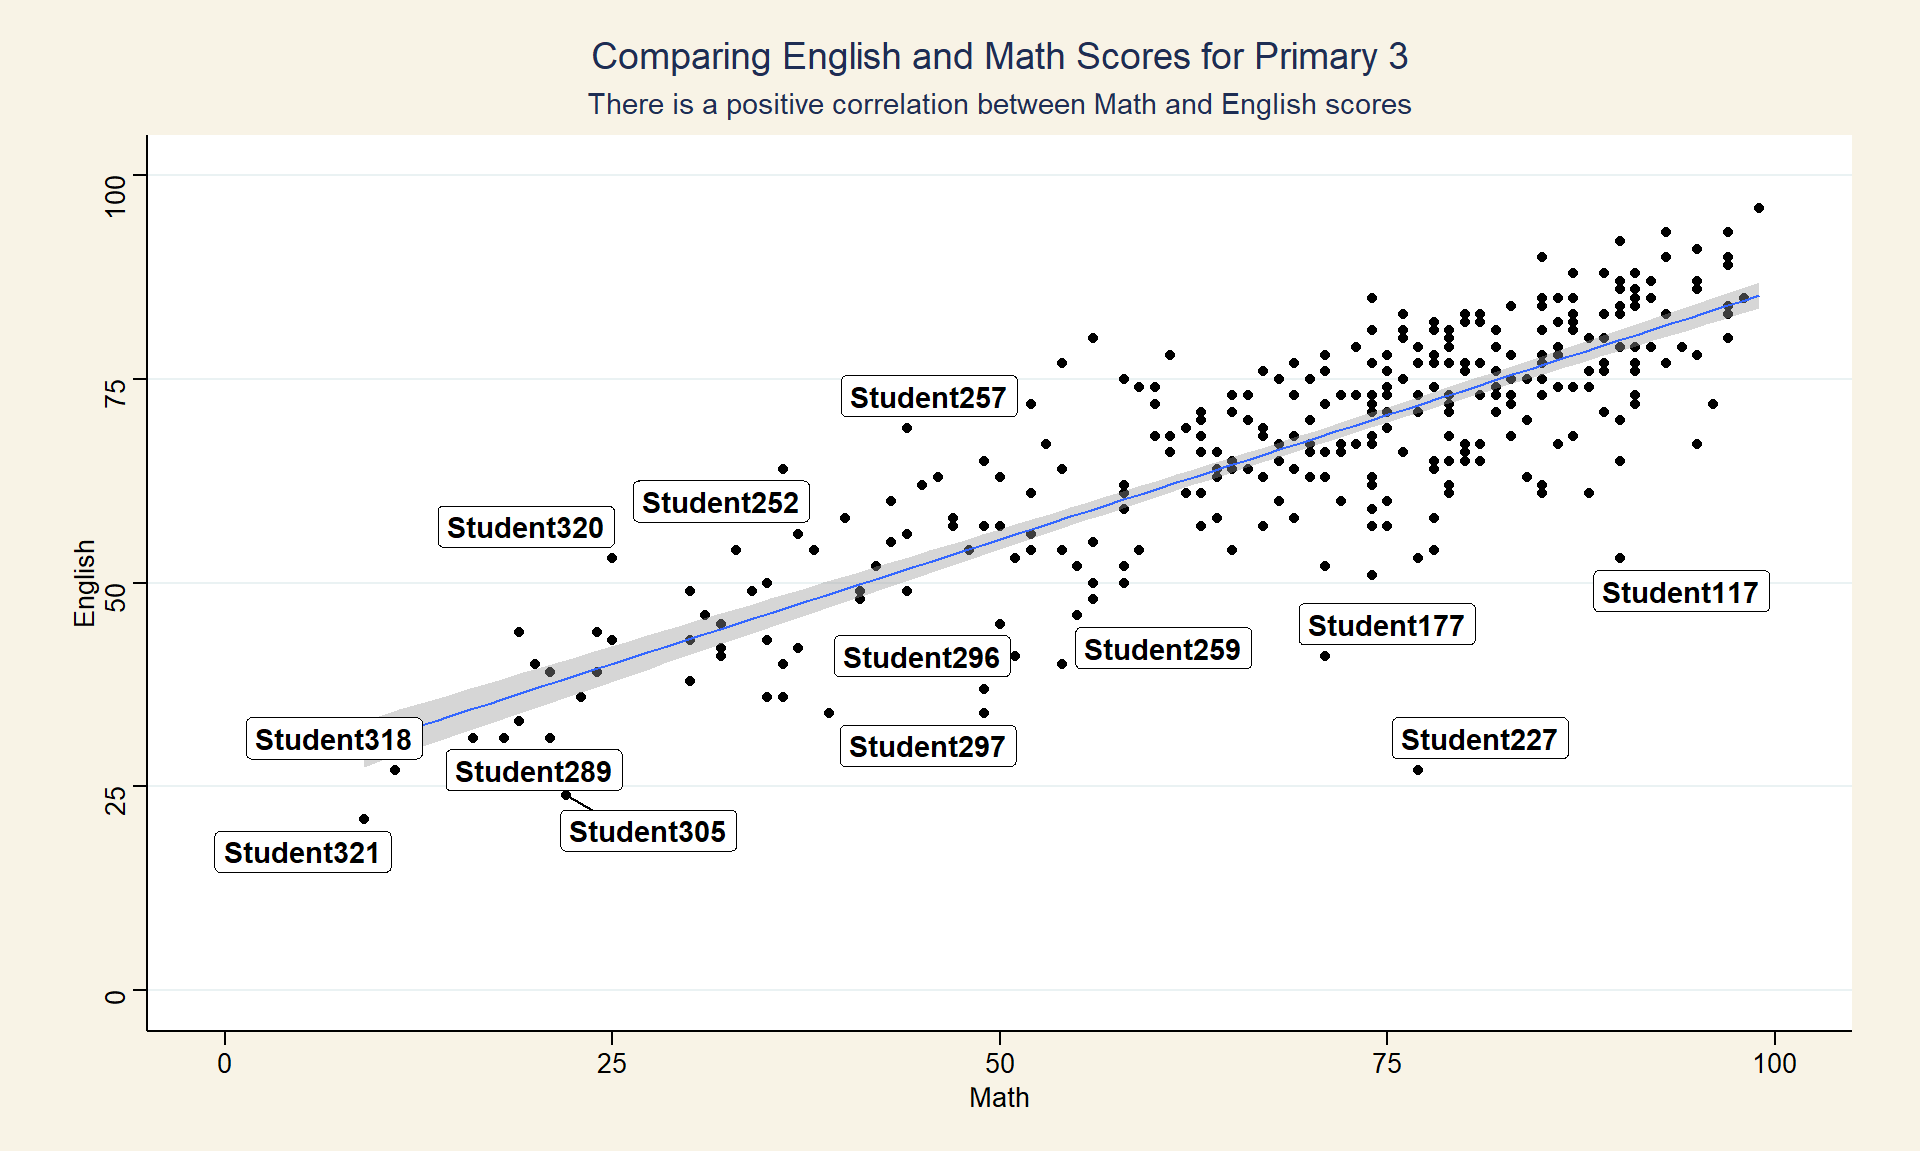 Comparing English and Math Scores for Primary 3
There is a positive correlation between Math and English scores
100
75
50
25
0
English
Student257
Student252
Student320
Student117
Student177
Student296
Student259
Student318
Student297
Student227
Student289
Student305
Student321
0 25 50 75 100
Math